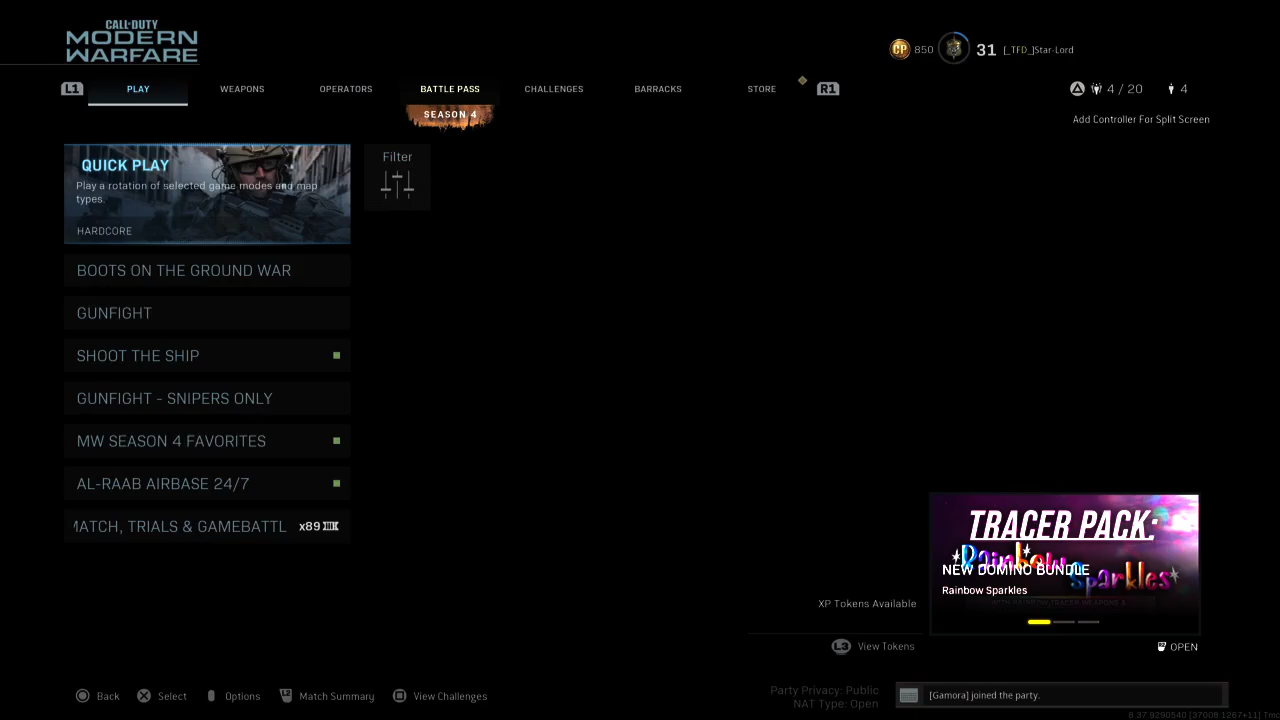 CALL OF DUTY
MODERN
WARFARE
CP 850 31 [_TFD_]Star-Lord
L1 PLAY WEAPONS OPERATORS BATTLE PASS CHALLENGES BARRACKS STORE R1
SEASON 4
4 / 20 4
Add Controller For Split Screen
QUICK PLAY
Play a rotation of selected game modes and map
types.
HARDCORE
Filter
BOOTS ON THE GROUND WAR
GUNFIGHT
SHOOT THE SHIP
GUNFIGHT - SNIPERS ONLY
MW SEASON 4 FAVORITES
AL-RAAB AIRBASE 24/7
MATCH, TRIALS & GAMEBATTL x89
TRACER PACK:
Rainbow
Sparkles
NEW DOMINO BUNDLE
Rainbow Sparkles
XP Tokens Available
L3 View Tokens
OPEN
Back Select Options L2 Match Summary View Challenges
Party Privacy: Public
NAT Type: Open
[Gamora] joined the party.